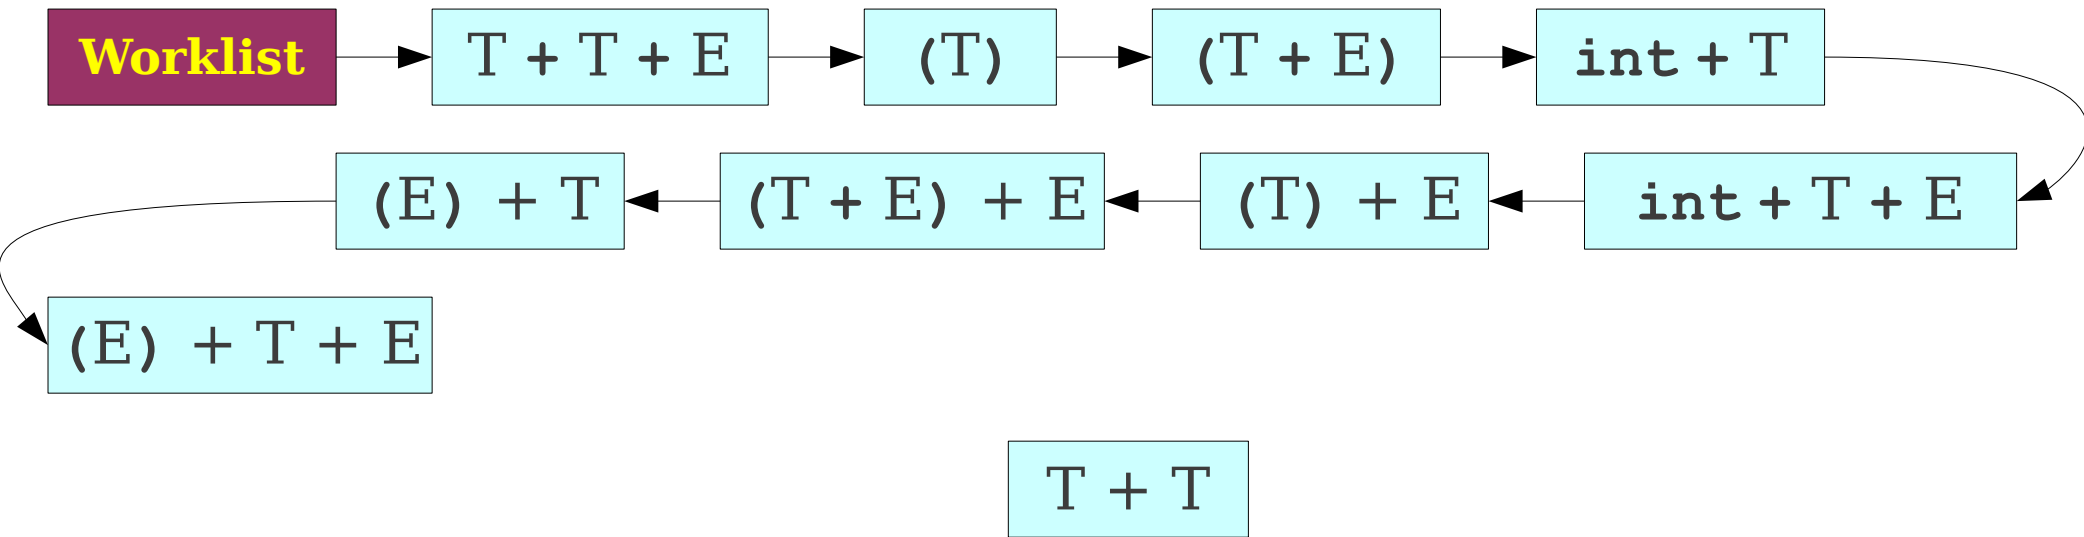 Worklist T + T + E (T) (T + E) int + T
(E) + T (T + E) + E (T) + E int + T + E
(E) + T + E
T + T